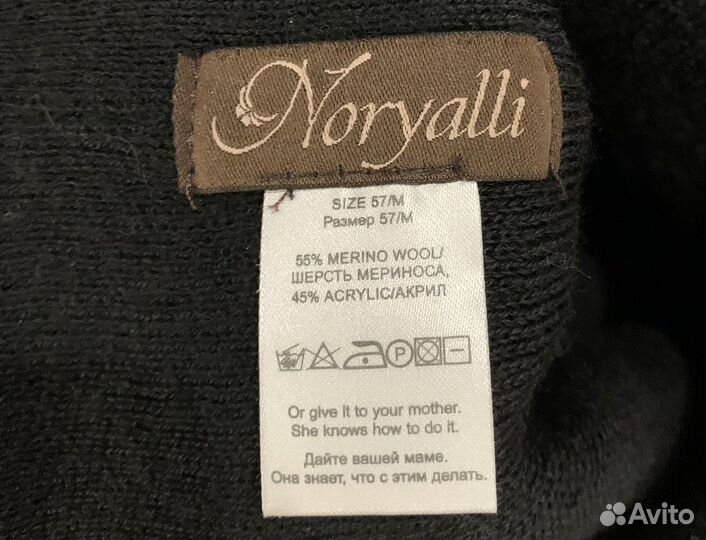 Noryalli
SIZE 57/M
Размер 57/M
55% MERINO WOOL/
ШЕРСТЬ МЕРИНОСА,
45% ACRYLIC/АКРИЛ
P
Or give it to your mother.
She knows how to do it.
Дайте вашей маме.
Она знает, что с этим делать.
Avito